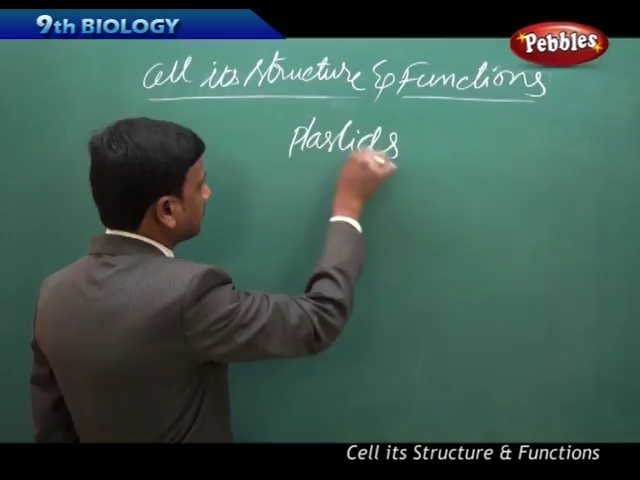 9th BIOLOGY
Pebbles
Cell its Structure & Functions
Plastids
Cell its Structure & Functions